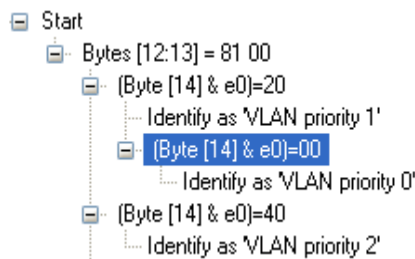 Start
Bytes [12:13] = 81 00
(Byte [14] & e0)=20
Identify as 'VLAN priority 1'
(Byte [14] & e0)=00
Identify as 'VLAN priority 0'
(Byte [14] & e0)=40
Identify as 'VLAN priority 2'